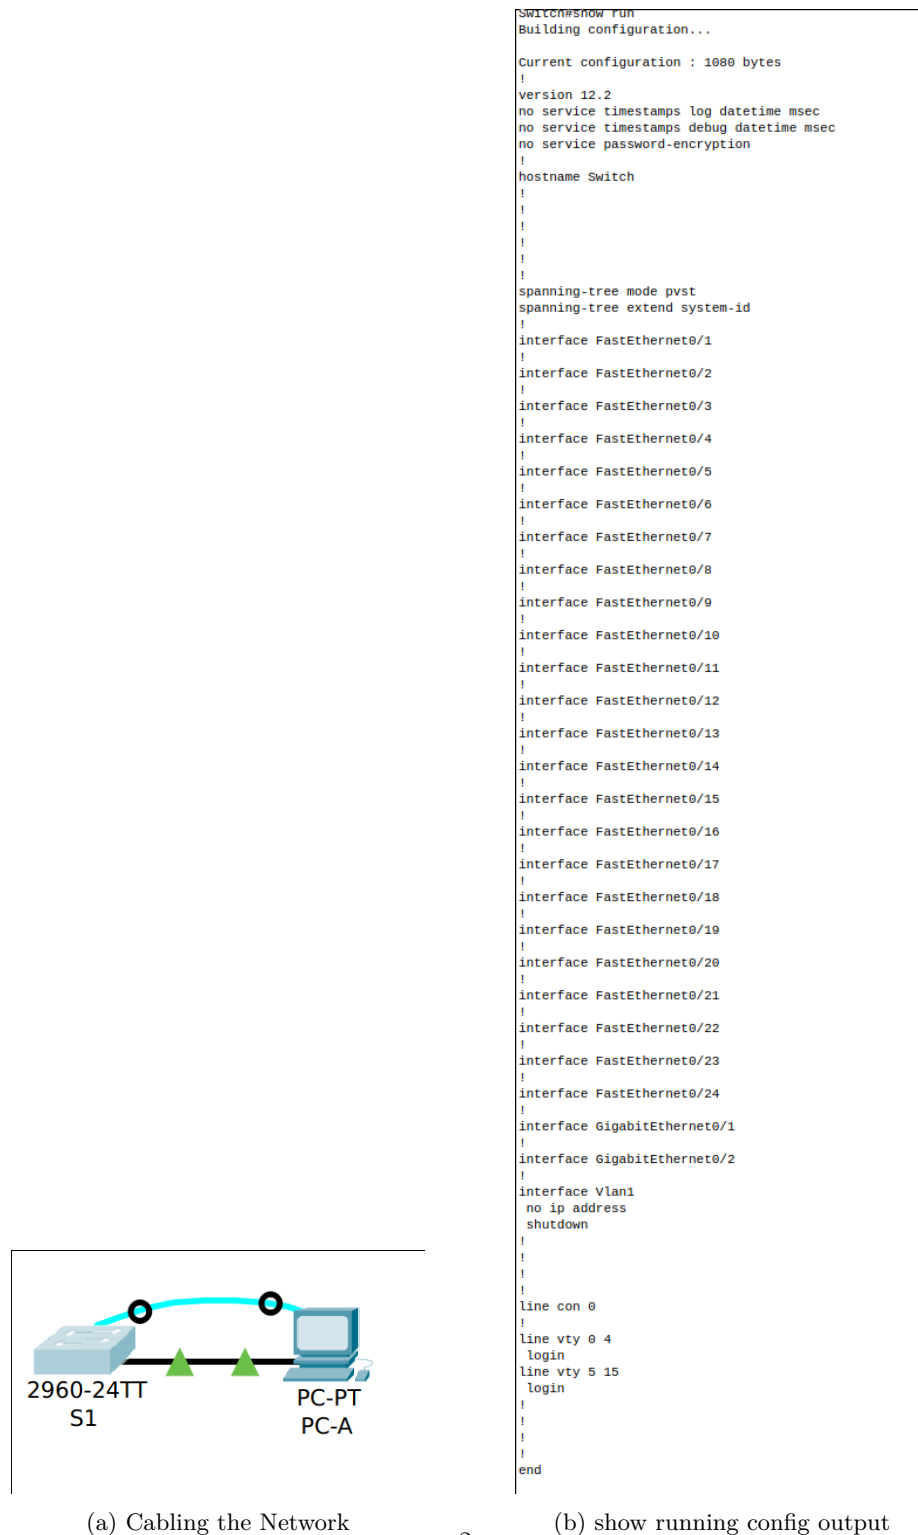 Switch#show run
Building configuration...
Current configuration : 1080 bytes
!
version 12.2
no service timestamps log datetime msec
no service timestamps debug datetime msec
no service password-encryption
!
hostname Switch
!
!
!
!
!
!
spanning-tree mode pvst
spanning-tree extend system-id
!
interface FastEthernet0/1
!
interface FastEthernet0/2
!
interface FastEthernet0/3
!
interface FastEthernet0/4
!
interface FastEthernet0/5
!
interface FastEthernet0/6
!
interface FastEthernet0/7
!
interface FastEthernet0/8
!
interface FastEthernet0/9
!
interface FastEthernet0/10
!
interface FastEthernet0/11
!
interface FastEthernet0/12
!
interface FastEthernet0/13
!
interface FastEthernet0/14
!
interface FastEthernet0/15
!
interface FastEthernet0/16
!
interface FastEthernet0/17
!
interface FastEthernet0/18
!
interface FastEthernet0/19
!
interface FastEthernet0/20
!
interface FastEthernet0/21
!
interface FastEthernet0/22
!
interface FastEthernet0/23
!
interface FastEthernet0/24
!
interface GigabitEthernet0/1
!
interface GigabitEthernet0/2
!
interface Vlan1
no ip address
shutdown
!
!
!
!
line con 0
!
line vty 0 4
login
line vty 5 15
login
!
!
!
!
end
2960-24TT
S1
PC-PT
PC-A
(a) Cabling the Network
(b) show running config output